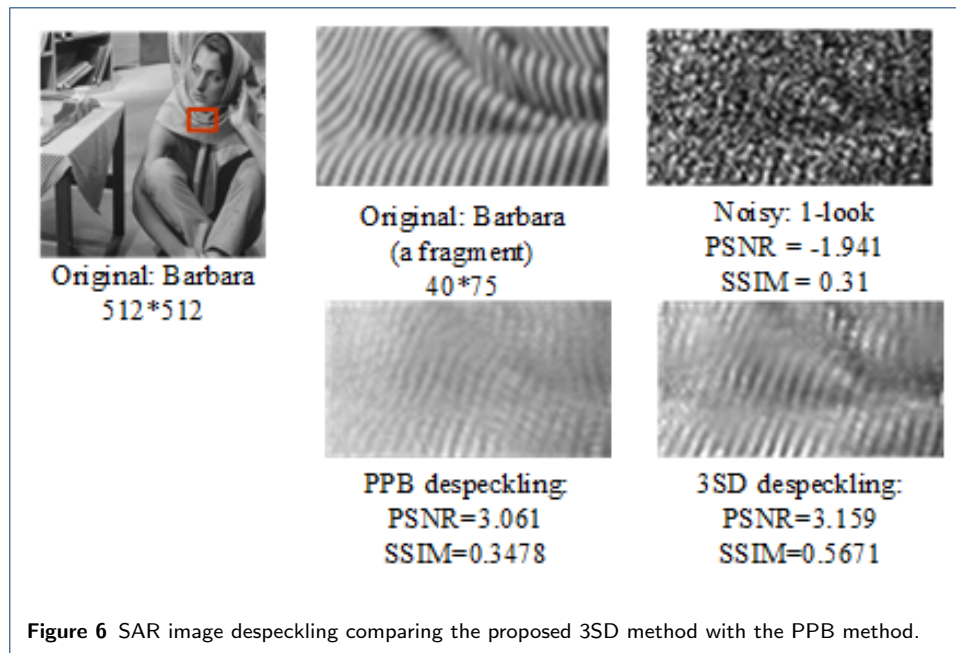 Original: Barbara
512*512
Original: Barbara
(a fragment)
40*75
Noisy: 1-look
PSNR = -1.941
SSIM = 0.31
PPB despeckling:
PSNR=3.061
SSIM=0.3478
3SD despeckling:
PSNR=3.159
SSIM=0.5671
Figure 6 SAR image despeckling comparing the proposed 3SD method with the PPB method.